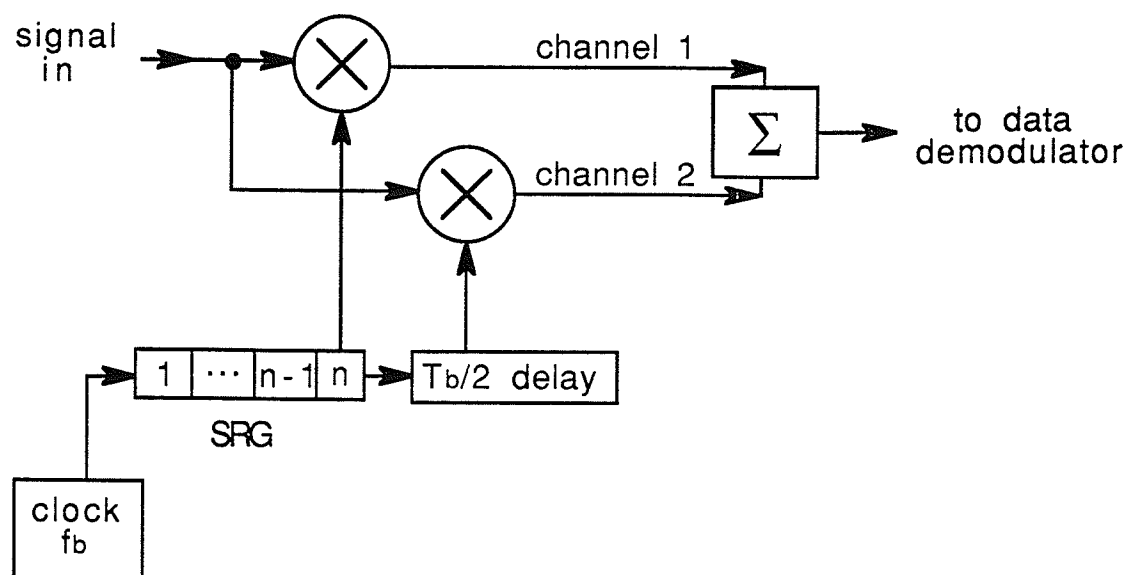 signal
in
channel 1
Σ
to data
demodulator
channel 2
1 ··· n-1 n
Tb/2 delay
SRG
clock
fb